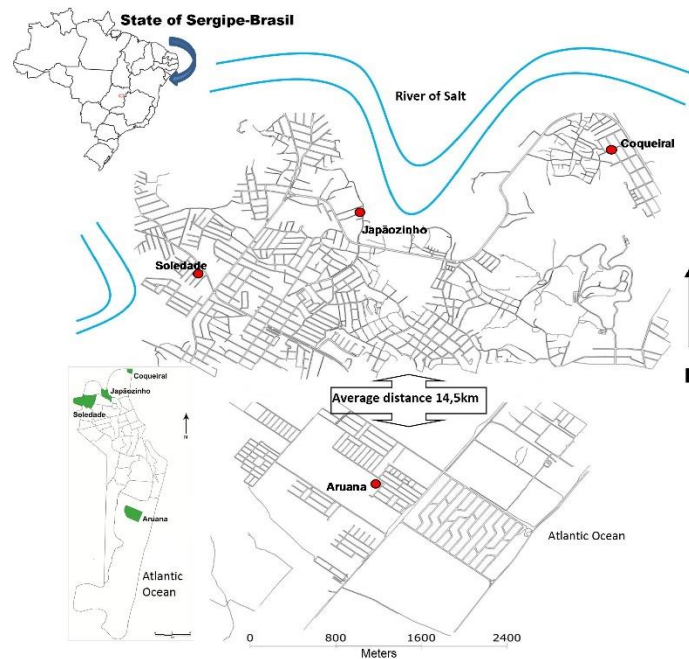 State of Sergipe-Brasil
River of Salt
Coqueiral
Japãozinho
Soledade
Average distance 14,5km
Coqueiral
Japãozinho
Soledade
N
Aruana
Atlantic
Ocean
Aruana
Atlantic Ocean
0 800 1600 2400
Meters